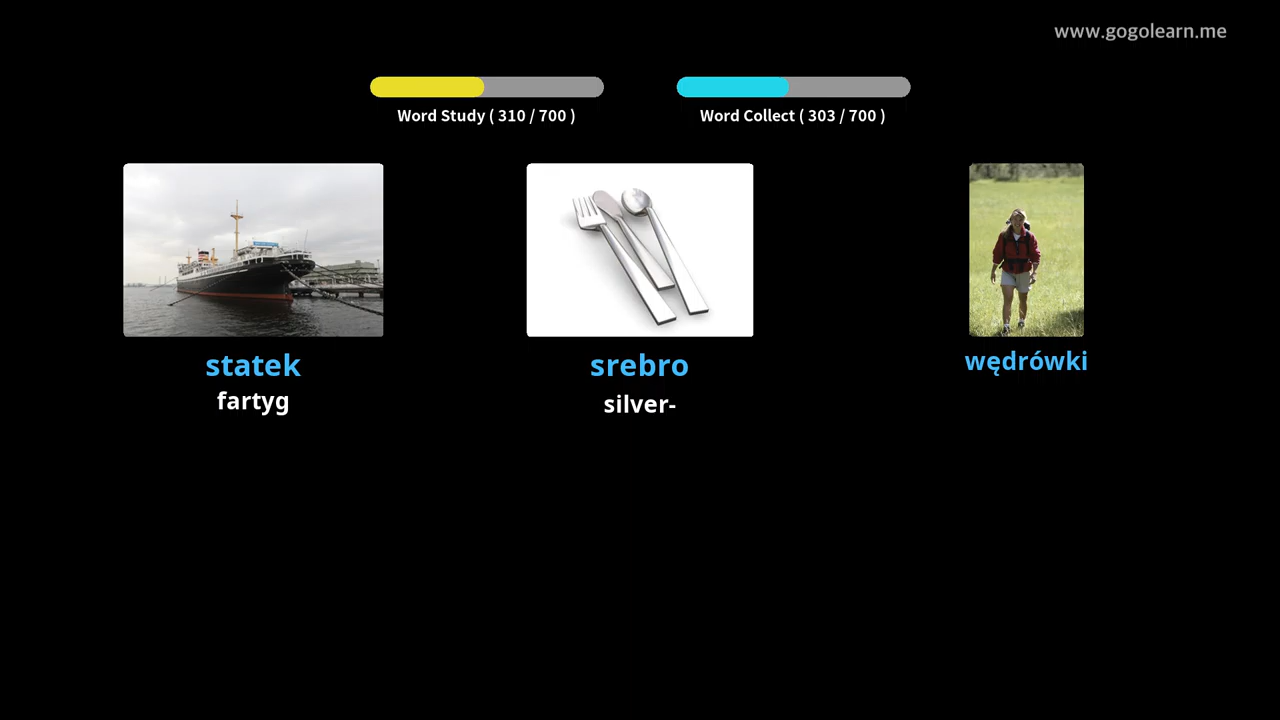 www.gogolearn.me
Word Study ( 310 / 700 )
Word Collect ( 303 / 700 )
statek
fartyg
srebro
silver-
wędrówki